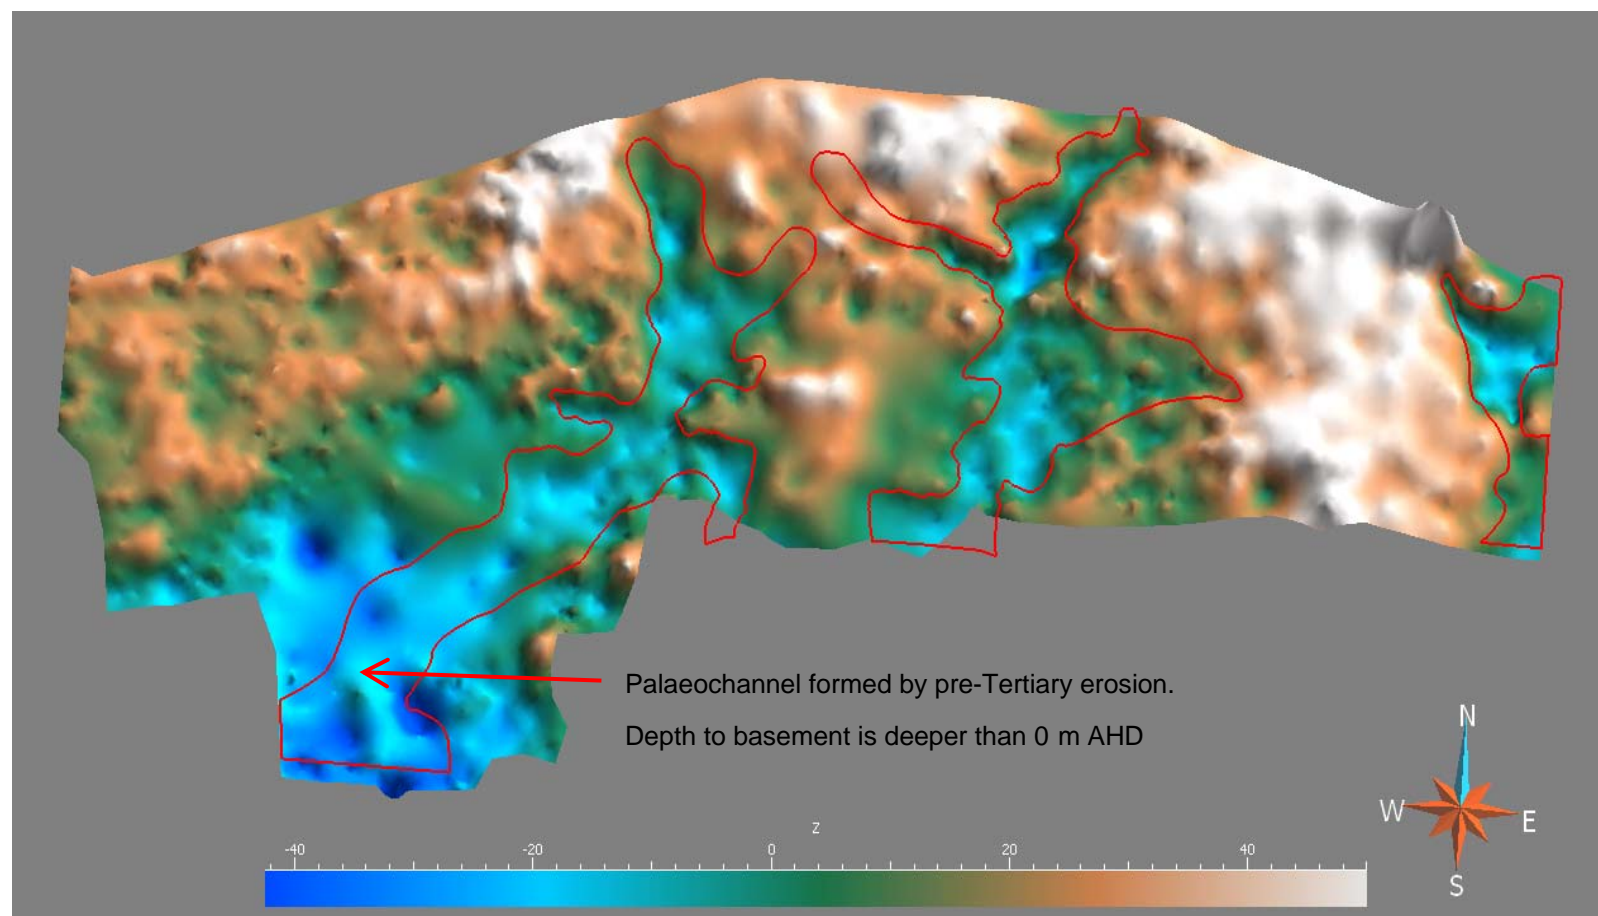 Palaeochannel formed by pre-Tertiary erosion.
Depth to basement is deeper than 0 m AHD
N
W
E
S
Z
-40 -20 0 20 40